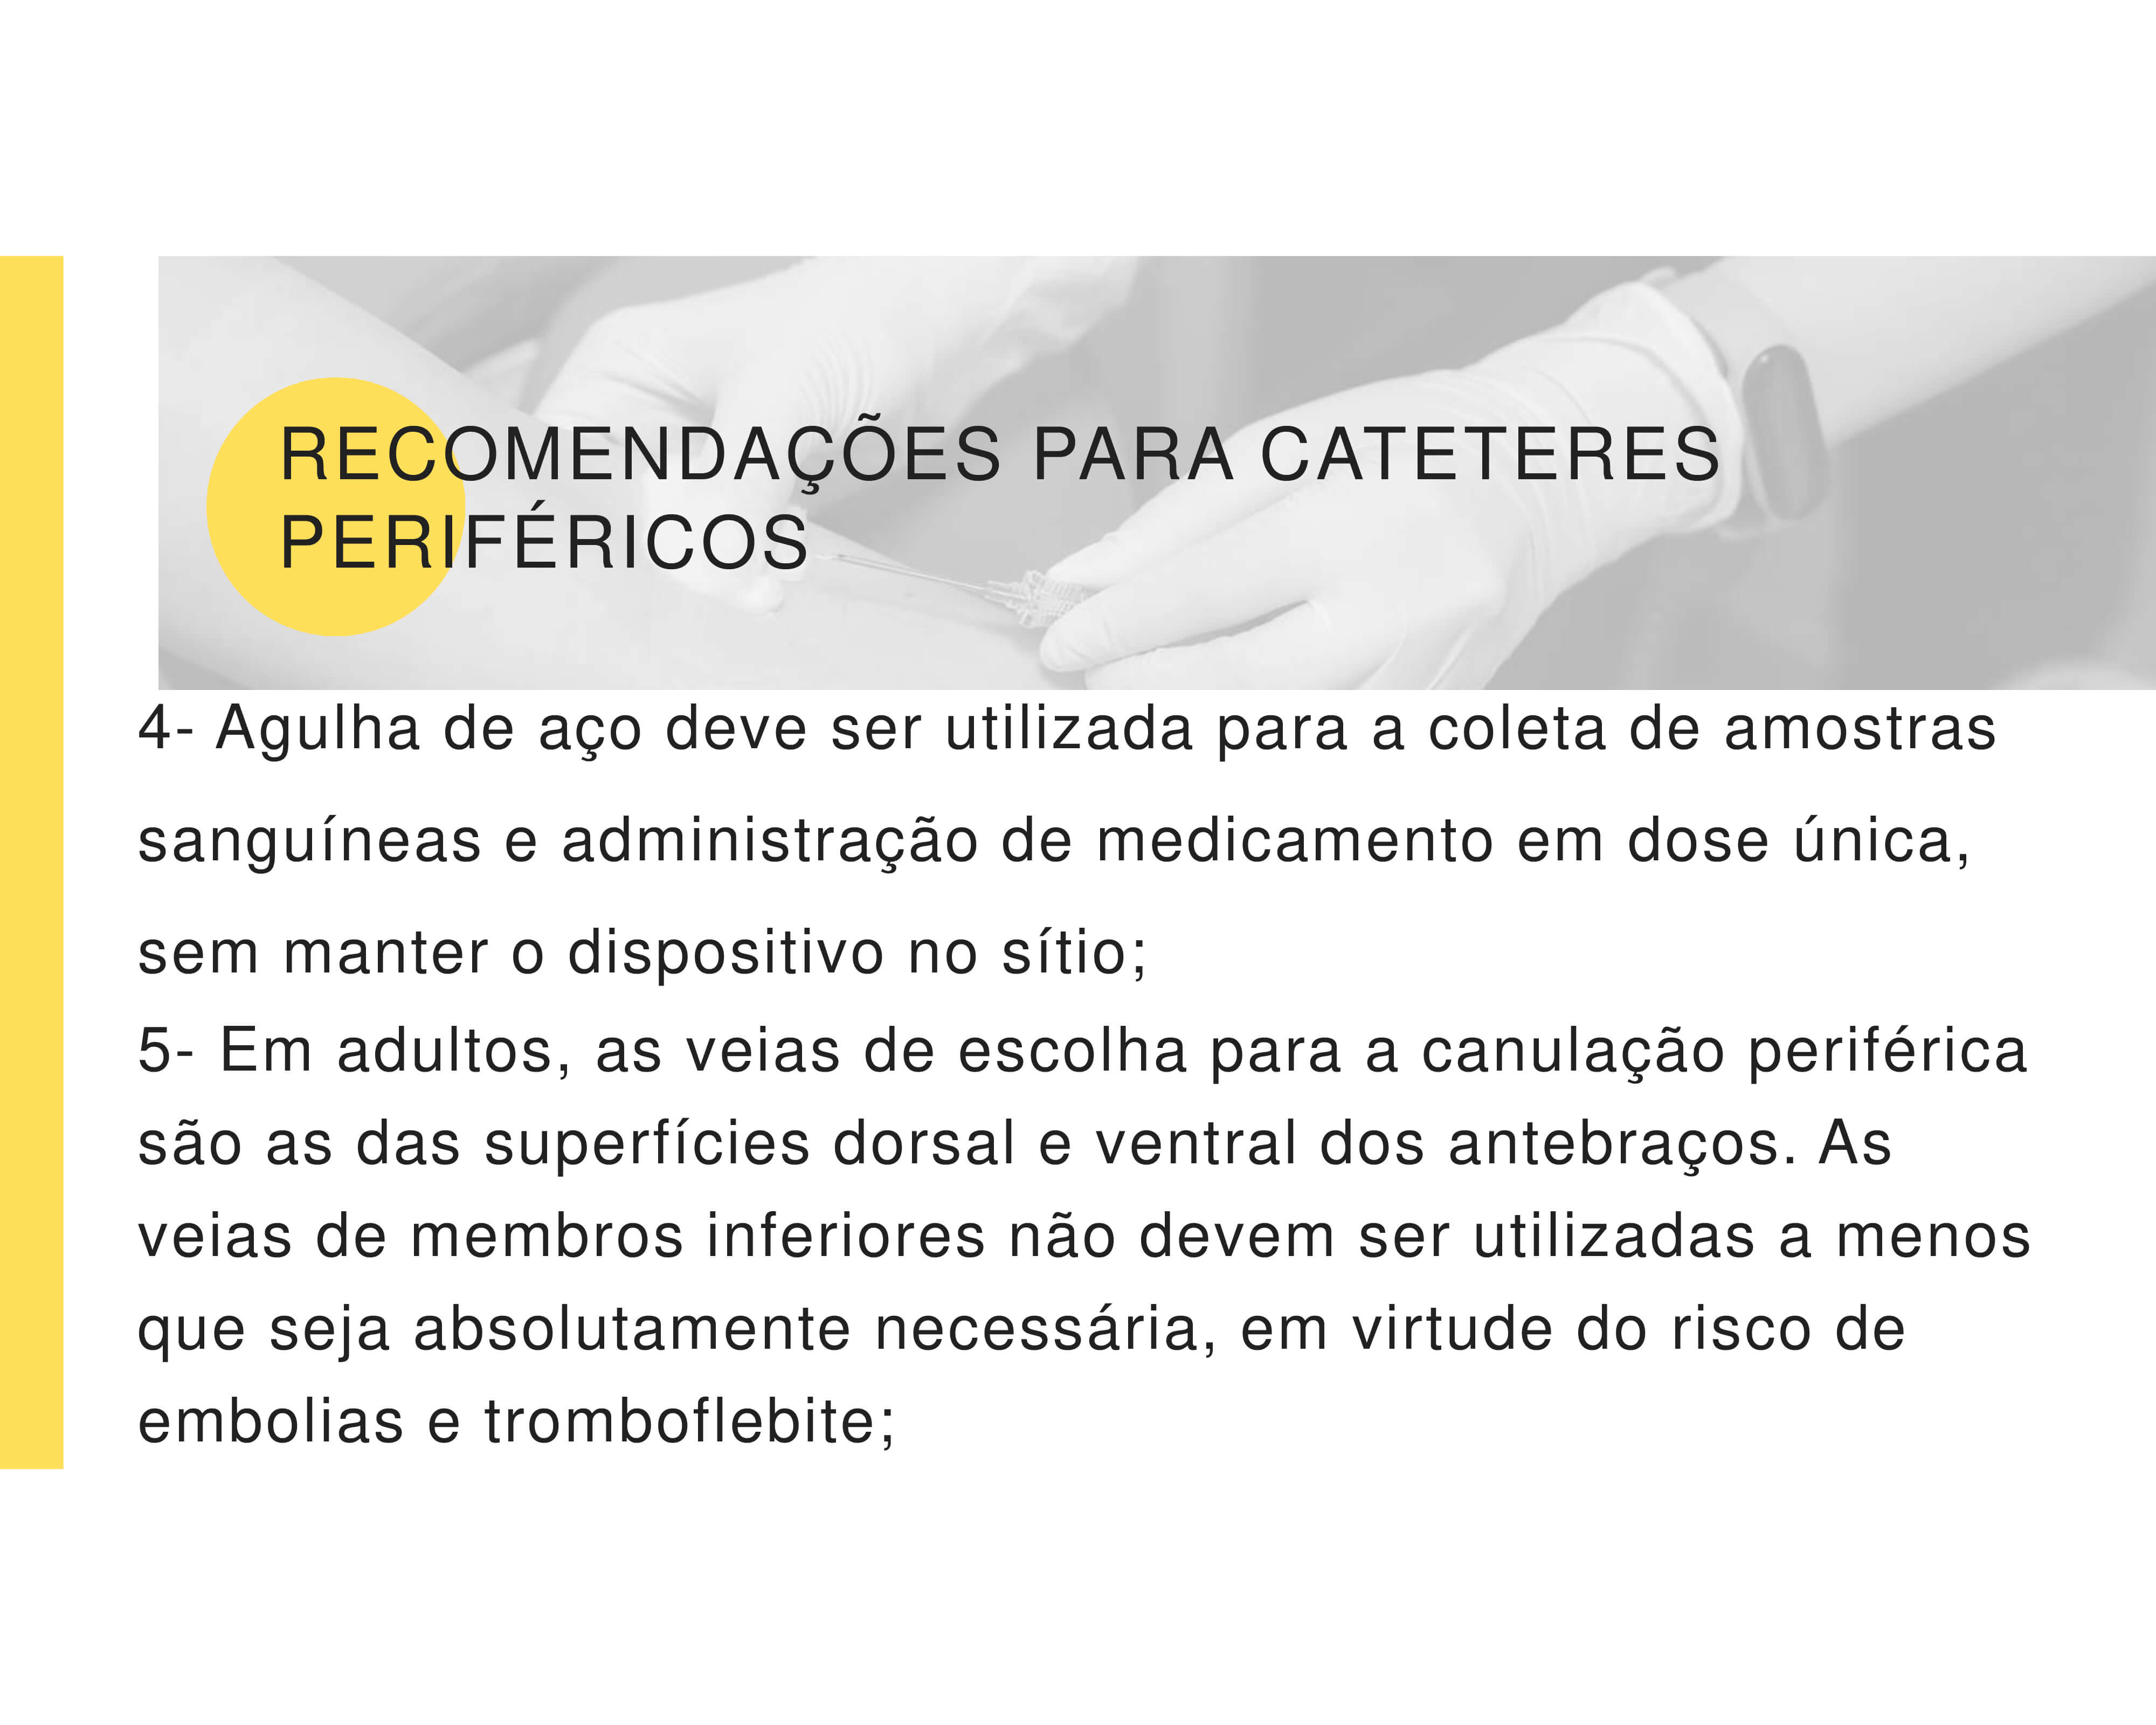 RECOMENDAÇÕES PARA CATETERES
PERIFÉRICOS
4- Agulha de aço deve ser utilizada para a coleta de amostras
sanguíneas e administração de medicamento em dose única,
sem manter o dispositivo no sítio;
5- Em adultos, as veias de escolha para a canulação periférica
são as das superfícies dorsal e ventral dos antebraços. As
veias de membros inferiores não devem ser utilizadas a menos
que seja absolutamente necessária, em virtude do risco de
embolias e tromboflebite;